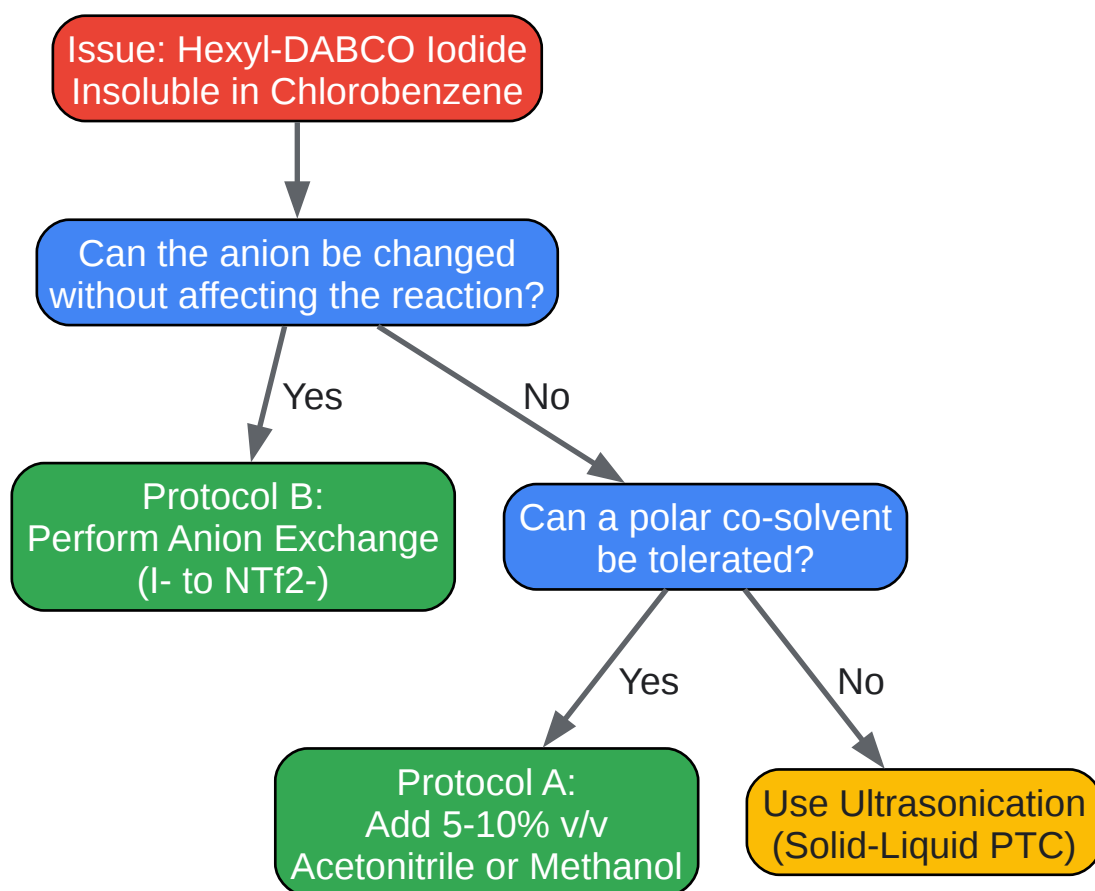 Issue: Hexyl-DABCO Iodide
Insoluble in Chlorobenzene
Can the anion be changed
without affecting the reaction?
Yes
No
Protocol B:
Perform Anion Exchange
(I- to NTf2-)
Can a polar co-solvent
be tolerated?
Yes
No
Protocol A:
Add 5-10% v/v
Acetonitrile or Methanol
Use Ultrasonication
(Solid-Liquid PTC)